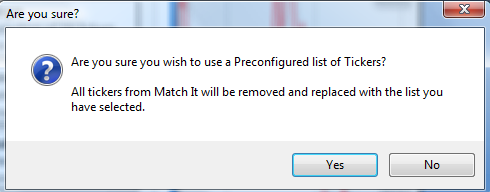 Are you sure?
Are you sure you wish to use a Preconfigured list of Tickers?
All tickers from Match It will be removed and replaced with the list you
have selected.
Yes
No